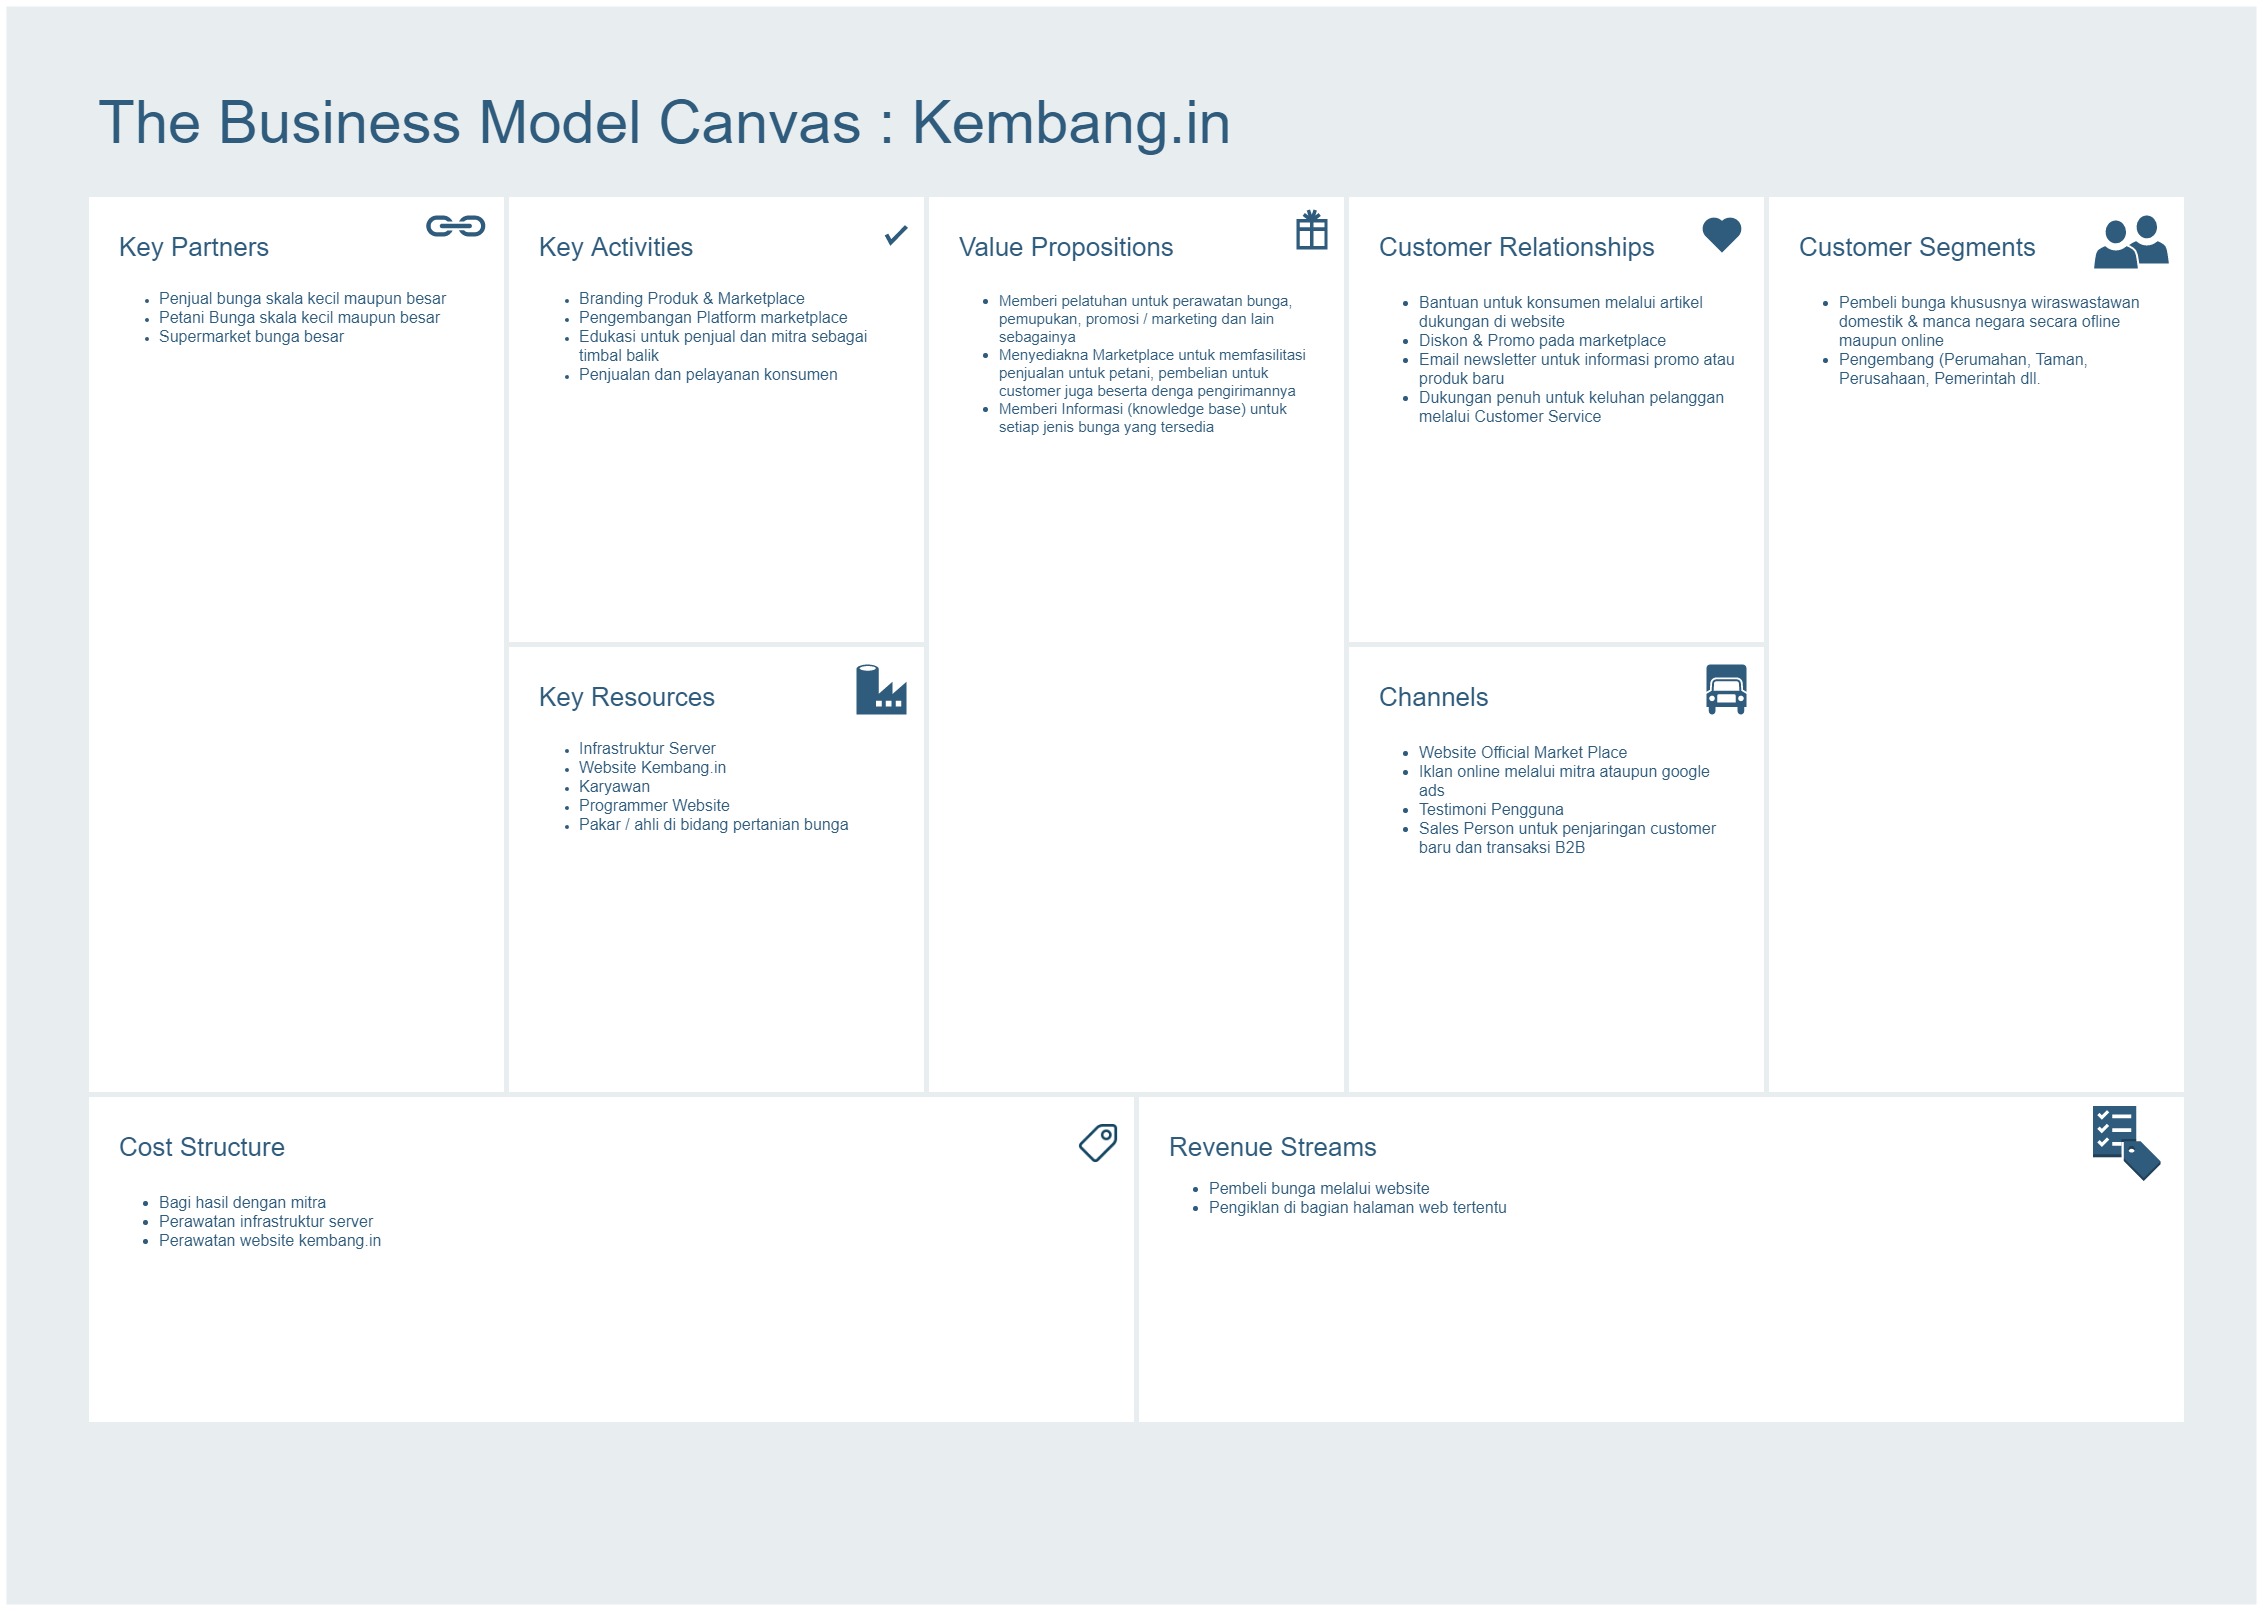 The Business Model Canvas : Kembang.in
Key Partners
Penjual bunga skala kecil maupun besar
Petani Bunga skala kecil maupun besar
Supermarket bunga besar
Key Activities
Branding Produk & Marketplace
Pengembangan Platform marketplace
Edukasi untuk penjual dan mitra sebagai
timbal balik
Penjualan dan pelayanan konsumen
Key Resources
Infrastruktur Server
Website Kembang.in
Karyawan
Programmer Website
Pakar / ahli di bidang pertanian bunga
Value Propositions
Memberi pelatuhan untuk perawatan bunga,
pemupukan, promosi / marketing dan lain
sebagainya
Menyediakna Marketplace untuk memfasilitasi
penjualan untuk petani, pembelian untuk
customer juga beserta denga pengirimannya
Memberi Informasi (knowledge base) untuk
setiap jenis bunga yang tersedia
Customer Relationships
Bantuan untuk konsumen melalui artikel
dukungan di website
Diskon & Promo pada marketplace
Email newsletter untuk informasi promo atau
produk baru
Dukungan penuh untuk keluhan pelanggan
melalui Customer Service
Channels
Website Official Market Place
Iklan online melalui mitra ataupun google
ads
Testimoni Pengguna
Sales Person untuk penjaringan customer
baru dan transaksi B2B
Customer Segments
Pembeli bunga khususnya wiraswastawan
domestik & manca negara secara ofline
maupun online
Pengembang (Perumahan, Taman,
Perusahaan, Pemerintah dll.
Cost Structure
Bagi hasil dengan mitra
Perawatan infrastruktur server
Perawatan website kembang.in
Revenue Streams
Pembeli bunga melalui website
Pengiklan di bagian halaman web tertentu